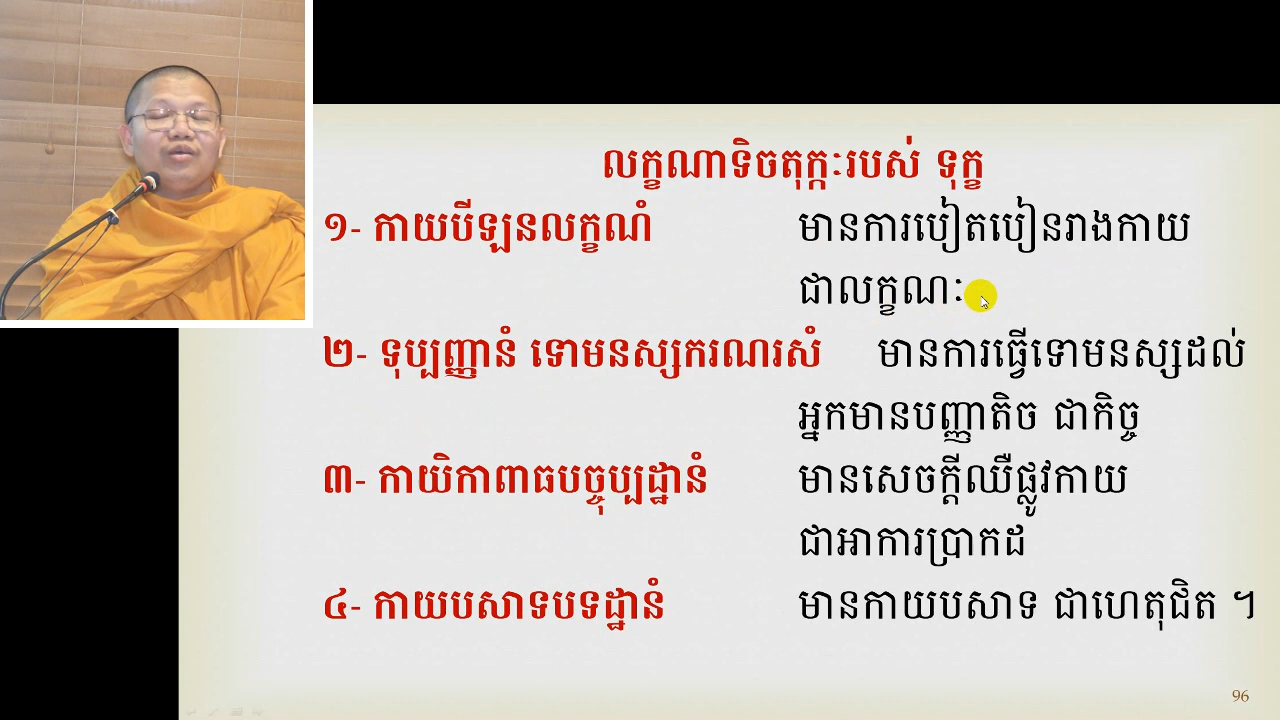 លក្ខណាទិចតុក្កៈរបស់ ទុក្ខ
១- កាយបីឡនលក្ខណំ មានការបៀតបៀនរាងកាយ
ជាលក្ខណៈ
២- ទុប្បញ្ញានំ ទោមនស្សករណរសំ មានការធ្វើទោមនស្សដល់
អ្នកមានបញ្ញាតិច ជាកិច្ច
៣- កាយិកាពាធបច្ចុប្បដ្ឋានំ មានសេចក្តីឈឺផ្លូវកាយ
ជាអាការប្រាកដ
៤- កាយបសាទបទដ្ឋានំ មានកាយបសាទ ជាហេតុជិត ។
96